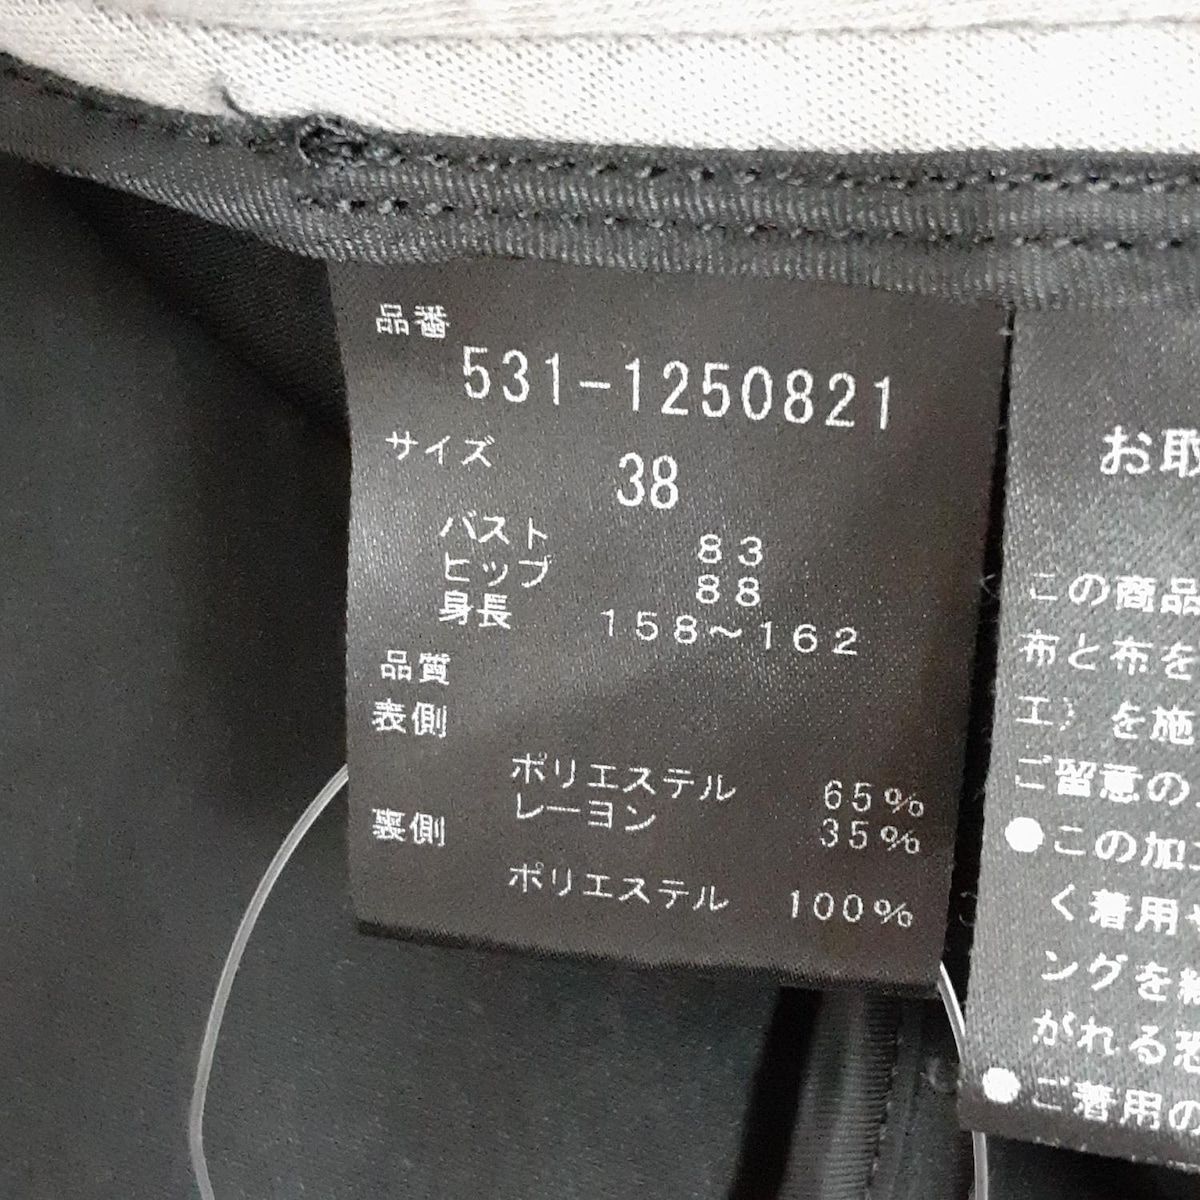 品番
531-1250821
サイズ 38
バスト 83
ヒップ 88
身長 158~162
品質
表側
ポリエステル 65%
レーヨン 35%
裏側
ポリエステル 100%
お取
この商品
布と布を
を施
ご留意の
●この加工
く着用や
ングを
がれる恐
●ご着用の